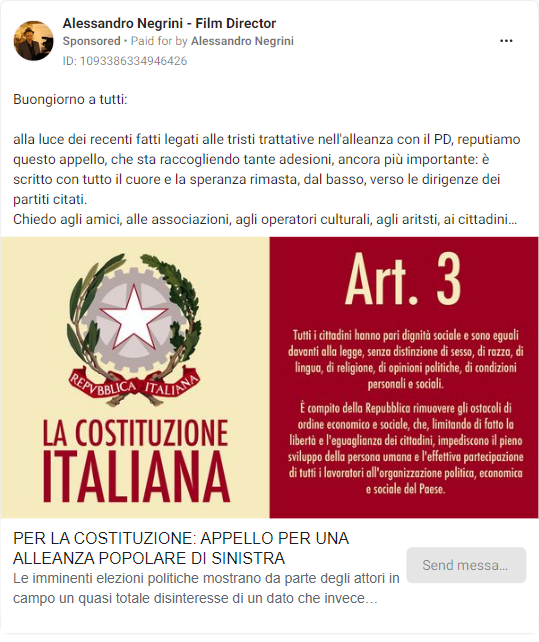 Alessandro Negrini - Film Director
Sponsored • Paid for by Alessandro Negrini
ID: 1093386334946426
Buongiorno a tutti:
alla luce dei recenti fatti legati alle tristi trattative nell'alleanza con il PD, reputiamo
questo appello, che sta raccogliendo tante adesioni, ancora più importante: è
scritto con tutto il cuore e la speranza rimasta, dal basso, verso le dirigenze dei
partiti citati.
Chiedo agli amici, alle associazioni, agli operatori culturali, agli aritsti, ai cittadini...
REPVBBLICA ITALIANA
LA COSTITUZIONE
ITALIANA
Art. 3
Tutti i cittadini hanno pari dignità sociale e sono eguali
davanti alla legge, senza distinzione di sesso, di razza, di
lingua, di religione, di opinioni politiche, di condizioni
personali e sociali.
È compito della Repubblica rimuovere gli ostacoli di
ordine economico e sociale, che, limitando di fatto la
libertà e l'eguaglianza dei cittadini, impediscono il pieno
sviluppo della persona umana e l'effettiva partecipazione
di tutti i lavoratori all'organizzazione politica, economica
e sociale del Paese.
PER LA COSTITUZIONE: APPELLO PER UNA
ALLEANZA POPOLARE DI SINISTRA
Le imminenti elezioni politiche mostrano da parte degli attori in
campo un quasi totale disinteresse di un dato che invece...
Send messa...